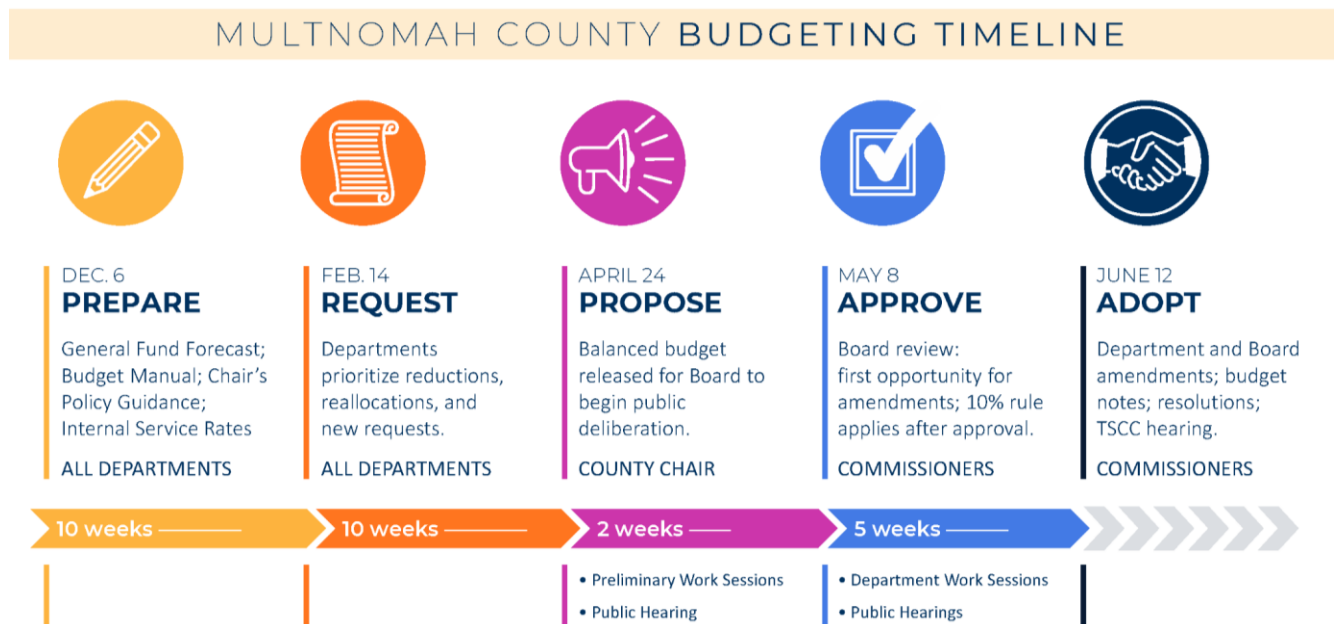 MULTNOMAH COUNTY BUDGETING TIMELINE
DEC. 6
PREPARE
General Fund Forecast;
Budget Manual; Chair's
Policy Guidance;
Internal Service Rates
ALL DEPARTMENTS
FEB. 14
REQUEST
Departments
prioritize reductions,
reallocations, and
new requests.
ALL DEPARTMENTS
APRIL 24
PROPOSE
Balanced budget
released for Board to
begin public
deliberation.
COUNTY CHAIR
MAY 8
APPROVE
Board review:
first opportunity for
amendments; 10% rule
applies after approval.
COMMISSIONERS
JUNE 12
ADOPT
Department and Board
amendments; budget
notes; resolutions;
TSCC hearing.
COMMISSIONERS
10 weeks
10 weeks
2 weeks
5 weeks
• Preliminary Work Sessions
• Public Hearing
• Department Work Sessions
• Public Hearings